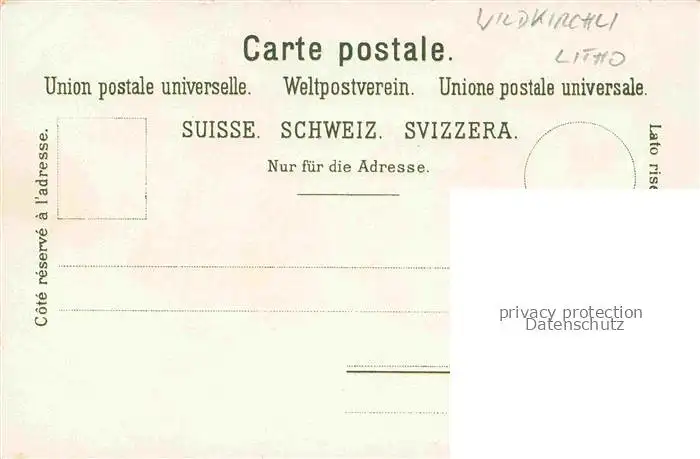 WILDKIRCHLI
LITHO
Carte postale.
Union postale universelle. Weltpostverein. Unione postale universale.
SUISSE. SCHWEIZ. SVIZZERA.
Nur für die Adresse.
Côté réservé à l'adresse.
Lato rise
privacy protection
Datenschutz